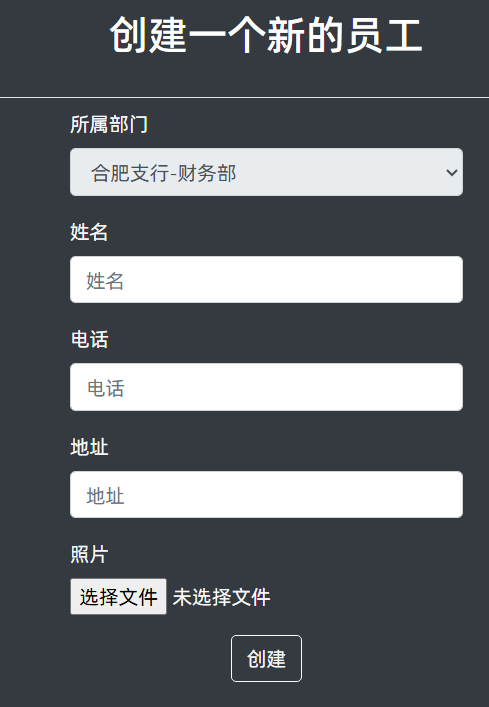 创建一个新的员工
所属部门
合肥支行-财务部
姓名
姓名
电话
电话
地址
地址
照片
选择文件 未选择文件
创建